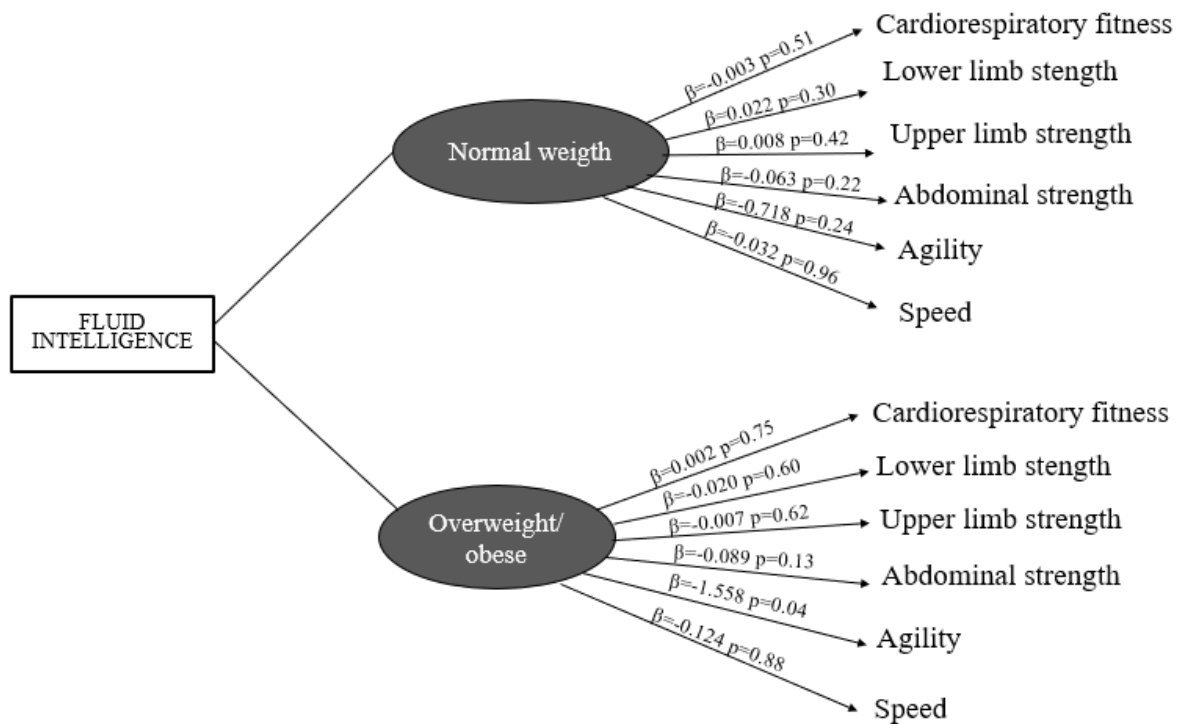 β=-0.003 p=0.51
Cardiorespiratory fitness
β=0.022 p=0.30
Lower limb stength
β=0.008 p=0.42
Upper limb strength
Normal weigth
β=-0.063 p=0.22
Abdominal strength
β=-0.718 p=0.24
Agility
β=-0.032 p=0.96
Speed
FLUID
INTELLIGENCE
β=0.002 p=0.75
Cardiorespiratory fitness
β=-0.020 p=0.60
Lower limb stength
β=-0.007 p=0.62
Upper limb strength
Overweight/
obese
β=-0.089 p=0.13
Abdominal strength
β=-1.558 p=0.04
Agility
β=-0.124 p=0.88
Speed